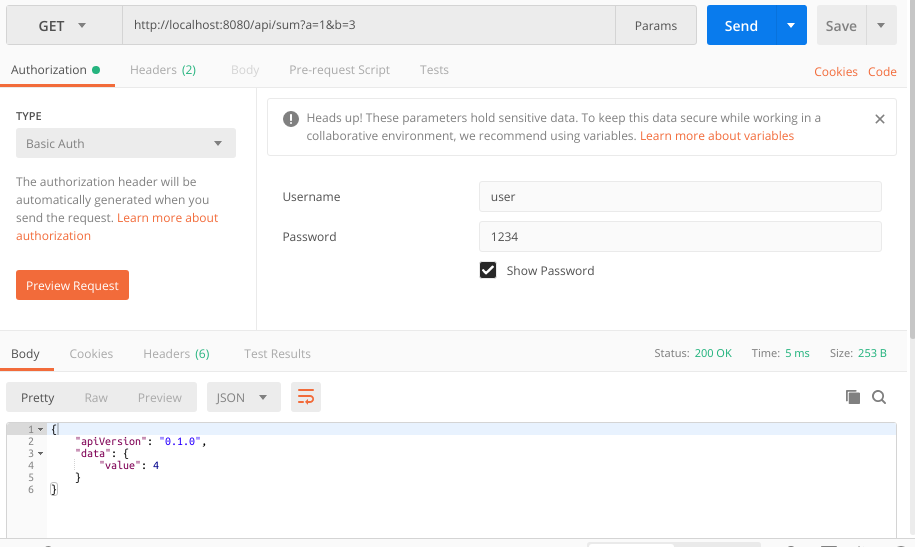 GET http://localhost:8080/api/sum?a=1&b=3 Params Send Save
Authorization Headers (2) Body Pre-request Script Tests Cookies Code
TYPE
Basic Auth
The authorization header will be
automatically generated when you
send the request. Learn more about
authorization
Preview Request
Heads up! These parameters hold sensitive data. To keep this data secure while working in a
collaborative environment, we recommend using variables. Learn more about variables
Username user
Password 1234
Show Password
Body Cookies Headers (6) Test Results Status: 200 OK Time: 5 ms Size: 253 B
Pretty Raw Preview JSON
1 {
2 "apiVersion": "0.1.0",
3 "data": {
4 "value": 4
5 }
6 }